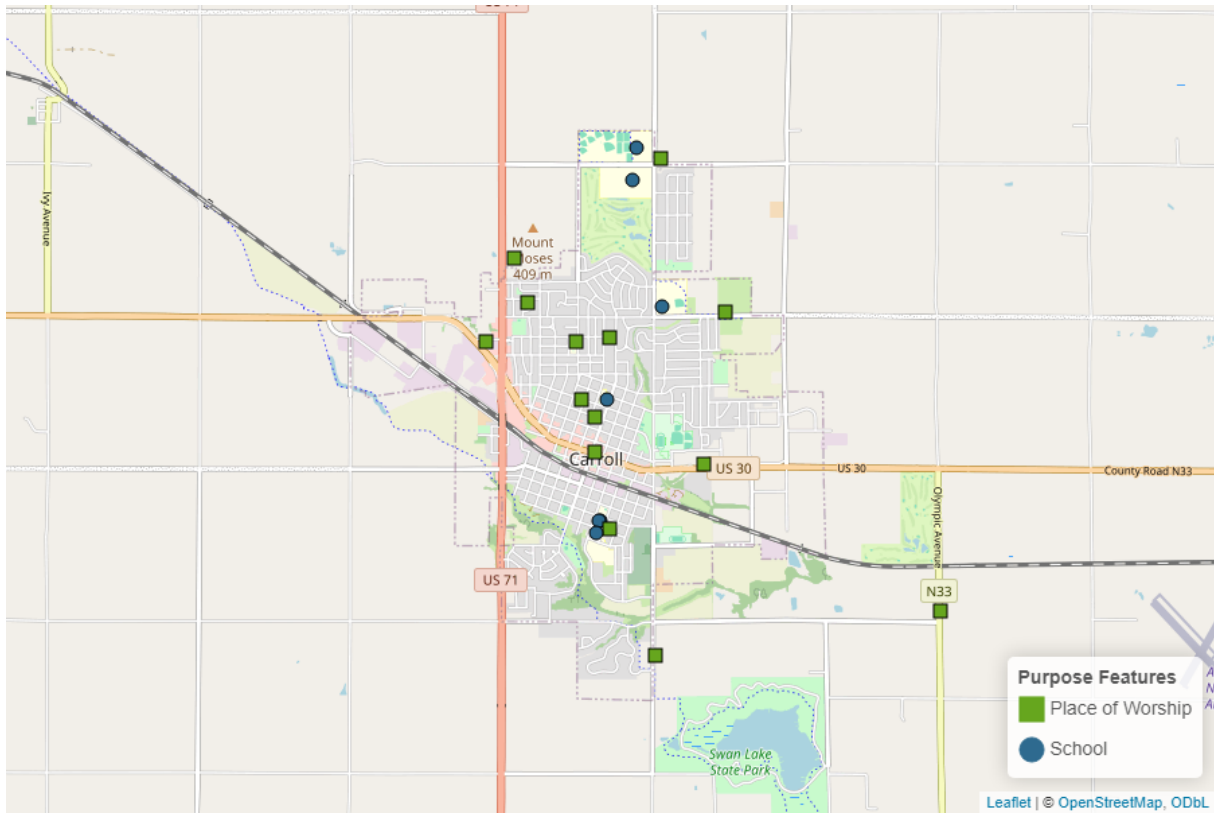 Ivy Avenue
Mount
Moses
409 m
Carroll
US 30
US 30
County Road N33
Olympic Avenue
US 71
N33
Swan Lake
State Park
Purpose Features
Place of Worship
School
Leaflet | © OpenStreetMap, ODbL